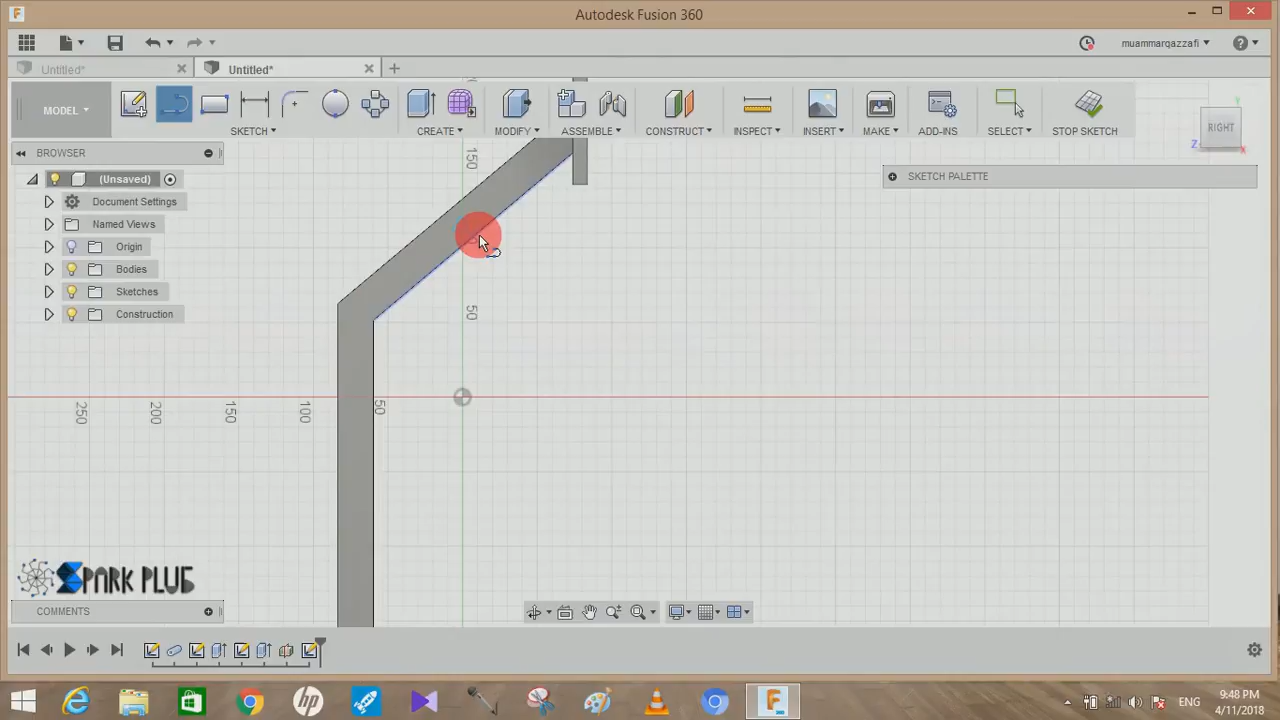 Autodesk Fusion 360
muammarqazzafi
Untitled*
Untitled*
MODEL
SKETCH
CREATE
MODIFY
ASSEMBLE
CONSTRUCT
INSPECT
INSERT
MAKE
ADD-INS
SELECT
STOP SKETCH
RIGHT
Y
Z
X
BROWSER
SKETCH PALETTE
(Unsaved)
Document Settings
Named Views
Origin
Bodies
Sketches
Construction
150
50
250
200
150
100
50
SPARK PLUG
COMMENTS
hp
ENG
9:48 PM
4/11/2018